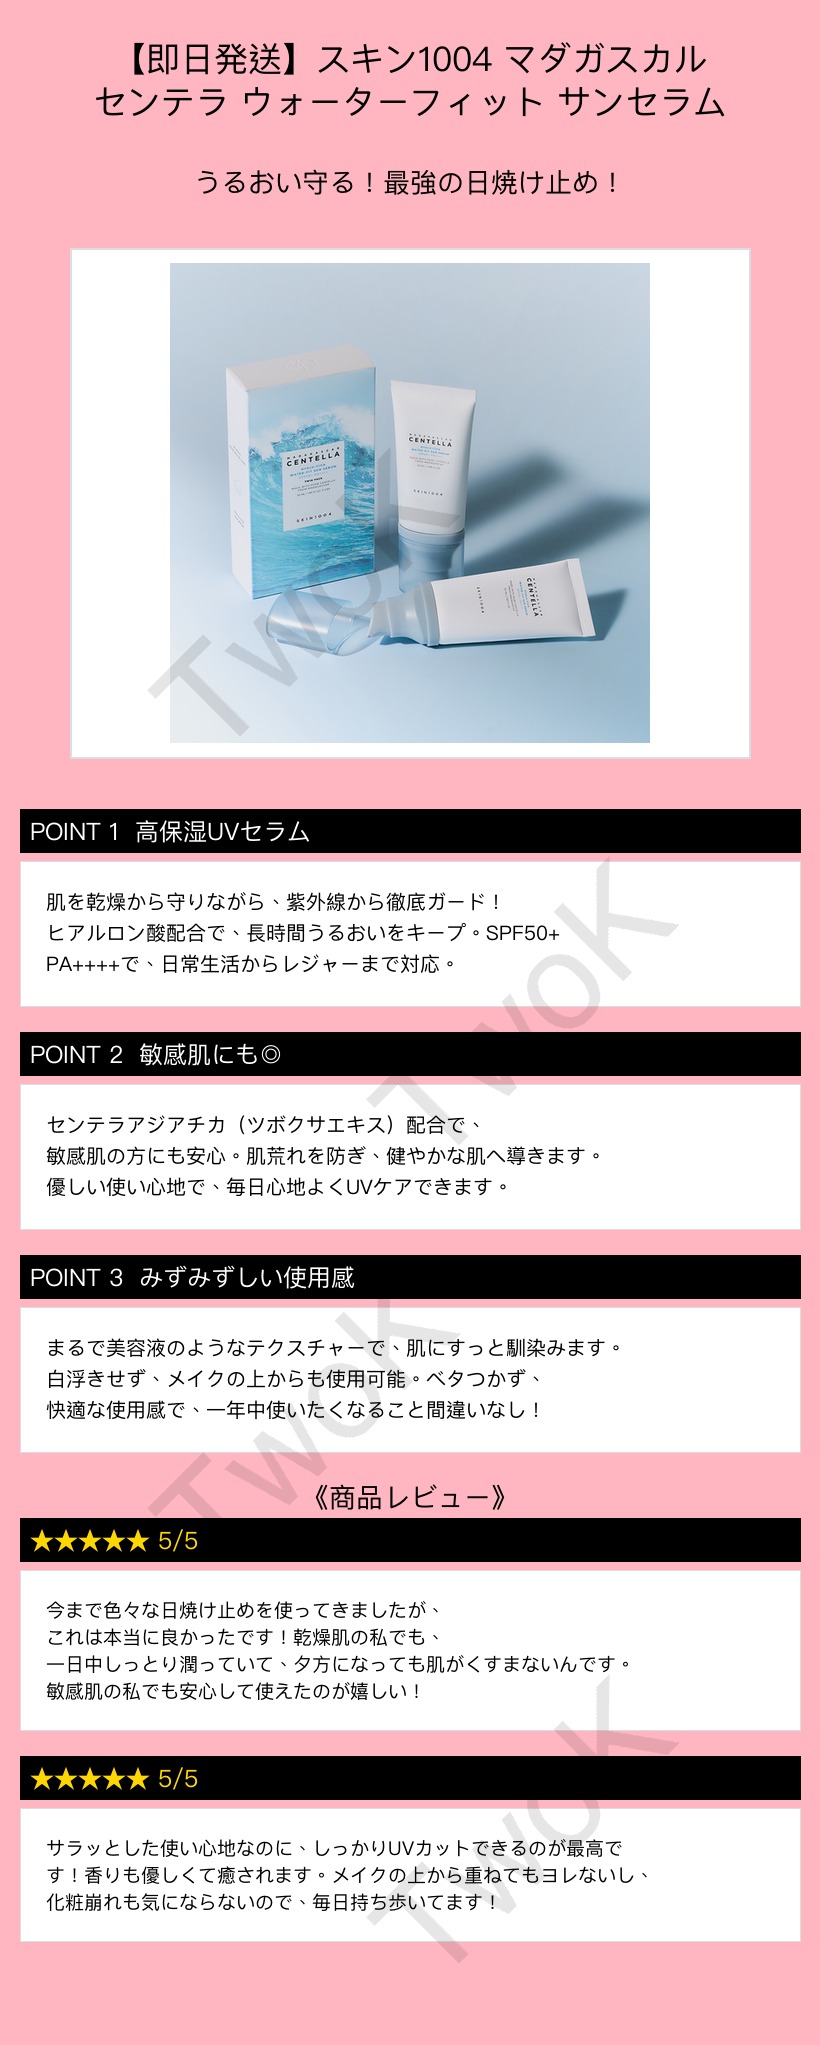 【即日発送】スキン1004 マダガスカル
センテラ ウォーターフィット サンセラム
うるおい守る！最強の日焼け止め！
MADAGASCAR
CENTELLA
WATER-FIT SUN SERUM
TWIN PACK
SKIN1004
MADAGASCAR
CENTELLA
WATER-FIT SUN SERUM
SKIN1004
CENTELLA
SKIN1004
TwoK
POINT 1 高保湿UVセラム
肌を乾燥から守りながら、紫外線から徹底ガード！
ヒアルロン酸配合で、長時間うるおいをキープ。SPF50+
PA++++で、日常生活からレジャーまで対応。
TwoK
POINT 2 敏感肌にも◎
センテラアジアチカ（ツボクサエキス）配合で、
敏感肌の方にも安心。肌荒れを防ぎ、健やかな肌へ導きます。
優しい使い心地で、毎日心地よくUVケアできます。
POINT 3 みずみずしい使用感
まるで美容液のようなテクスチャーで、肌にすっと馴染みます。
白浮きせず、メイクの上からも使用可能。ベタつかず、
快適な使用感で、一年中使いたくなること間違いなし！
TwoK
《商品レビュー》
★★★★★ 5/5
今まで色々な日焼け止めを使ってきましたが、
これは本当に良かったです！乾燥肌の私でも、
一日中しっとり潤っていて、夕方になっても肌がくすまないんです。
敏感肌の私でも安心して使えたのが嬉しい！
★★★★★ 5/5
サラッとした使い心地なのに、しっかりUVカットできるのが最高で
す！香りも優しくて癒されます。メイクの上から重ねてもヨレないし、
化粧崩れも気にならないので、毎日持ち歩いてます！
TwoK